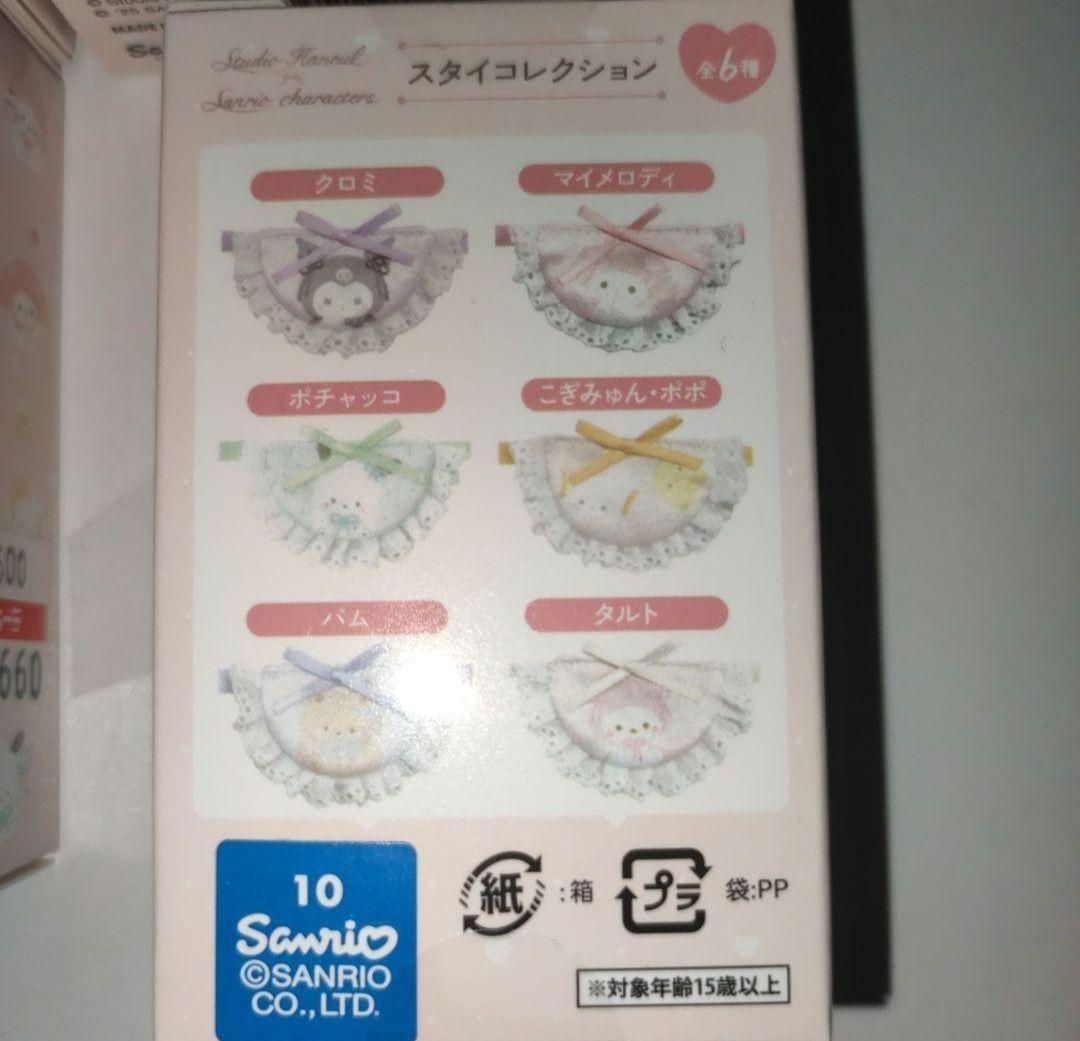 Studio Hancul
Sanrio characters
スタイコレクション
全6種
クロミ
マイメロディ
ポチャッコ
こぎみゅん・ポポ
パム
タルト
10
Sanrio
©SANRIO
CO.,LTD.
紙:箱
プラ 袋:PP
※対象年齢15歳以上
660